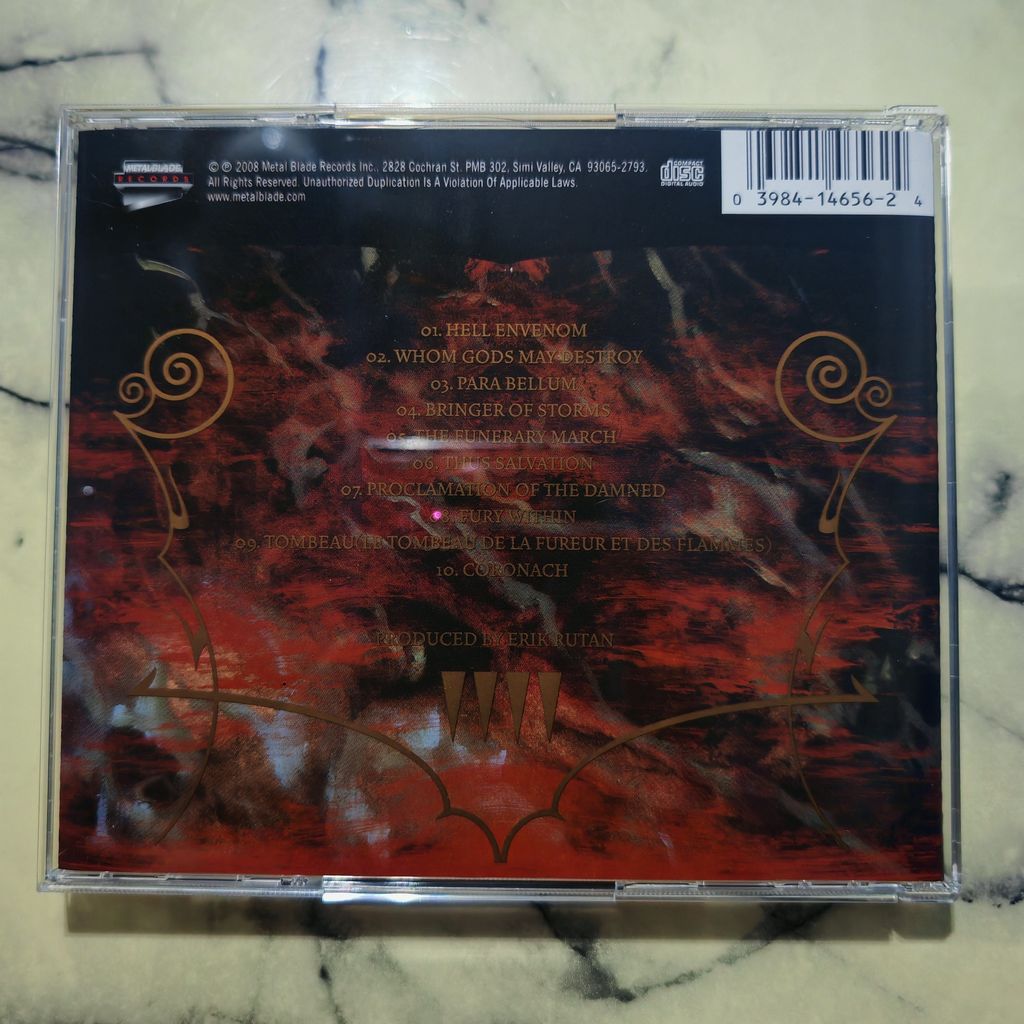 METALBLADE
RECORDS
© ℗ 2008 Metal Blade Records Inc., 2828 Cochran St. PMB 302, Simi Valley, CA 93065-2793.
All Rights Reserved. Unauthorized Duplication Is A Violation Of Applicable Laws.
www.metalblade.com
COMPACT
disc
DIGITAL AUDIO
0 3984-14656-2 4
01. HELL ENVENOM
02. WHOM GODS MAY DESTROY
03. PARA BELLUM
04. BRINGER OF STORMS
05. THE FUNERARY MARCH
06. THUS SALVATION
07. PROCLAMATION OF THE DAMNED
08. FURY WITHIN
09. TOMBEAU(LE TOMBEAU DE LA FUREUR ET DES FLAMMES)
10. CORONACH
PRODUCED BY ERIK RUTAN